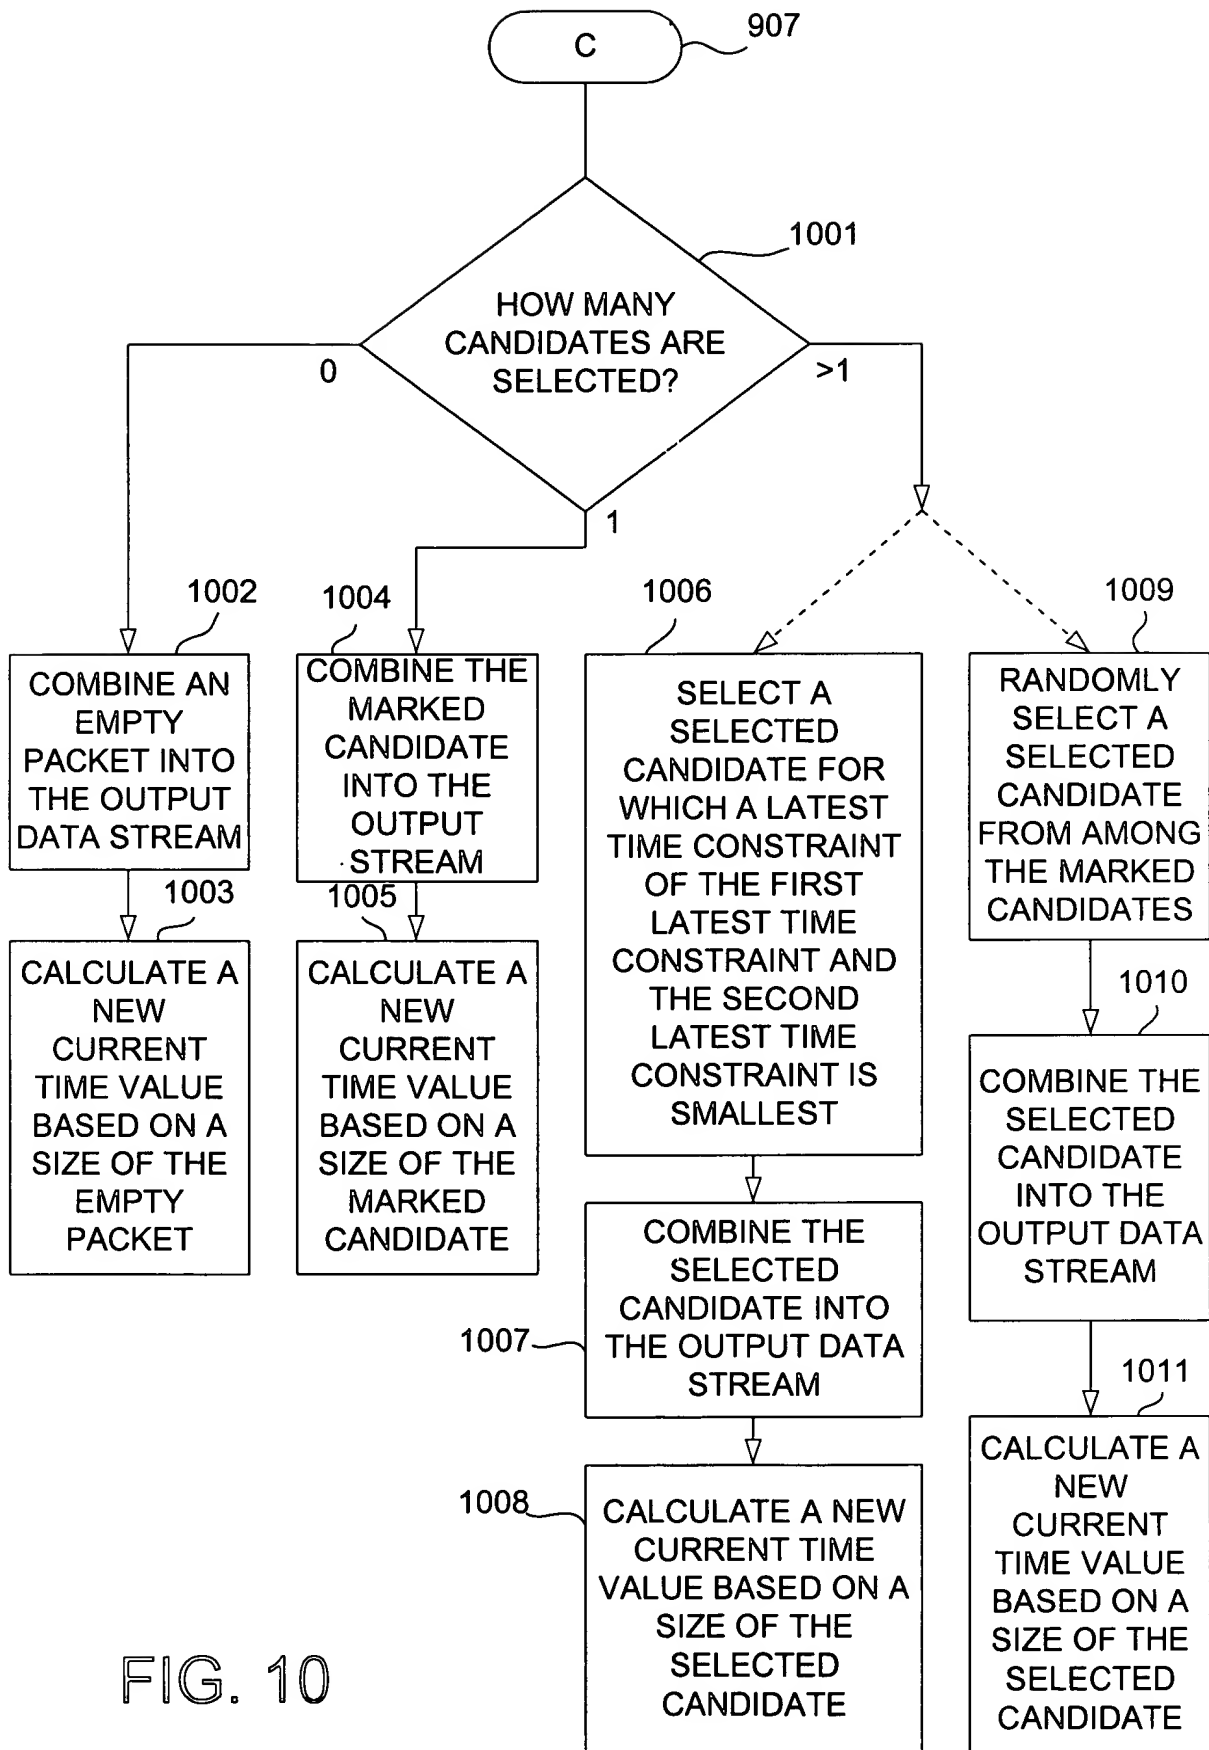 C
907
1001
HOW MANY
CANDIDATES ARE
SELECTED?
0
>1
1
1002
COMBINE AN
EMPTY
PACKET INTO
THE OUTPUT
DATA STREAM
1003
CALCULATE A
NEW
CURRENT
TIME VALUE
BASED ON A
SIZE OF THE
EMPTY
PACKET
1004
COMBINE THE
MARKED
CANDIDATE
INTO THE
OUTPUT
STREAM
1005
CALCULATE A
NEW
CURRENT
TIME VALUE
BASED ON A
SIZE OF THE
MARKED
CANDIDATE
1006
SELECT A
SELECTED
CANDIDATE FOR
WHICH A LATEST
TIME CONSTRAINT
OF THE FIRST
LATEST TIME
CONSTRAINT AND
THE SECOND
LATEST TIME
CONSTRAINT IS
SMALLEST
1007
COMBINE THE
SELECTED
CANDIDATE INTO
THE OUTPUT DATA
STREAM
1008
CALCULATE A NEW
CURRENT TIME
VALUE BASED ON A
SIZE OF THE
SELECTED
CANDIDATE
1009
RANDOMLY
SELECT A
SELECTED
CANDIDATE
FROM AMONG
THE MARKED
CANDIDATES
1010
COMBINE THE
SELECTED
CANDIDATE
INTO THE
OUTPUT DATA
STREAM
1011
CALCULATE A
NEW
CURRENT
TIME VALUE
BASED ON A
SIZE OF THE
SELECTED
CANDIDATE
FIG. 10